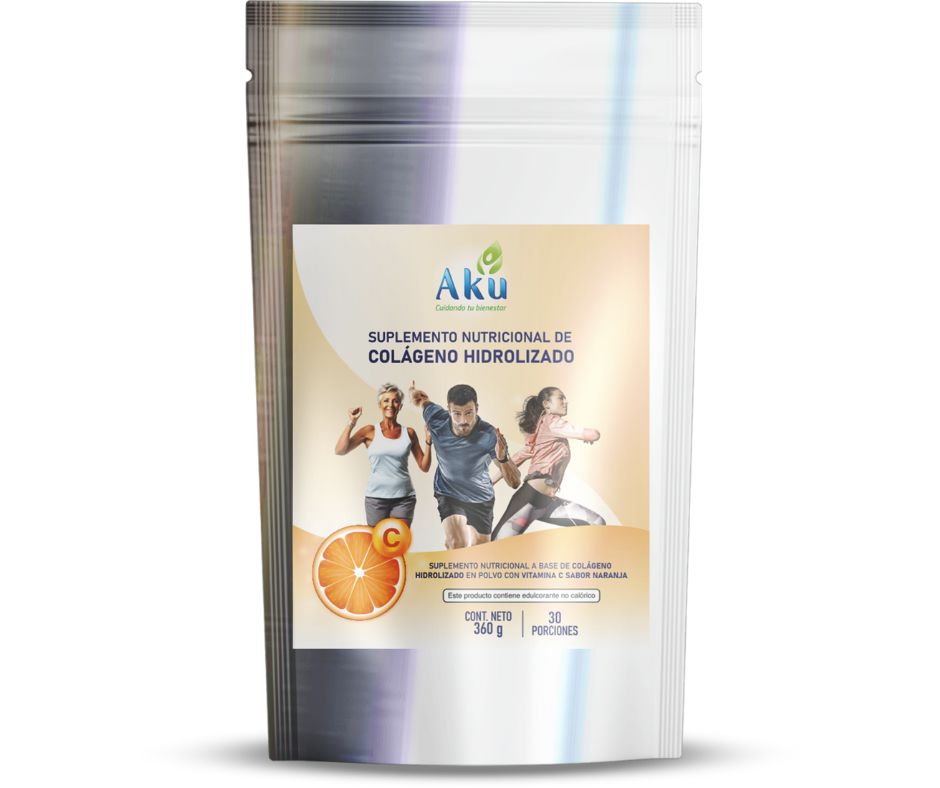 Aku
Cuidando tu bienestar
SUPLEMENTO NUTRICIONAL DE
COLÁGENO HIDROLIZADO
C
SUPLEMENTO NUTRICIONAL A BASE DE COLÁGENO
HIDROLIZADO EN POLVO CON VITAMINA C SABOR NARANJA
Este producto contiene edulcorante no calórico
CONT. NETO
360 g
30
PORCIONES